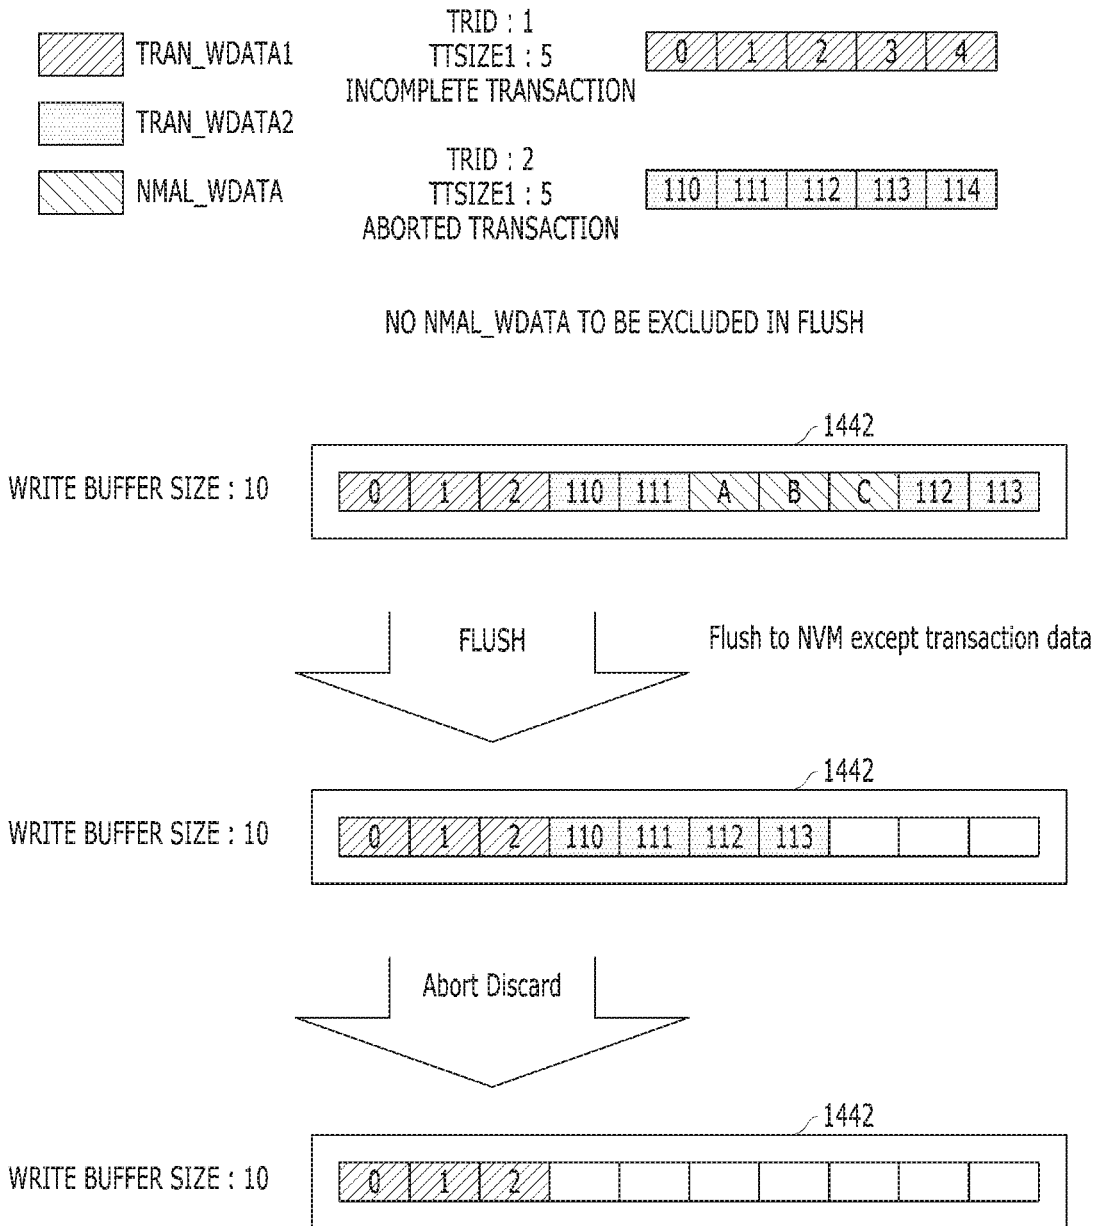 TRAN_WDATA1
TRAN_WDATA2
NMAL_WDATA
TRID : 1
TTSIZE1 : 5
INCOMPLETE TRANSACTION
0 1 2 3 4
TRID : 2
TTSIZE1 : 5
ABORTED TRANSACTION
110 111 112 113 114
NO NMAL_WDATA TO BE EXCLUDED IN FLUSH
1442
WRITE BUFFER SIZE : 10
0 1 2 110 111 A B C 112 113
FLUSH
Flush to NVM except transaction data
1442
WRITE BUFFER SIZE : 10
0 1 2 110 111 112 113
Abort Discard
1442
WRITE BUFFER SIZE : 10
0 1 2